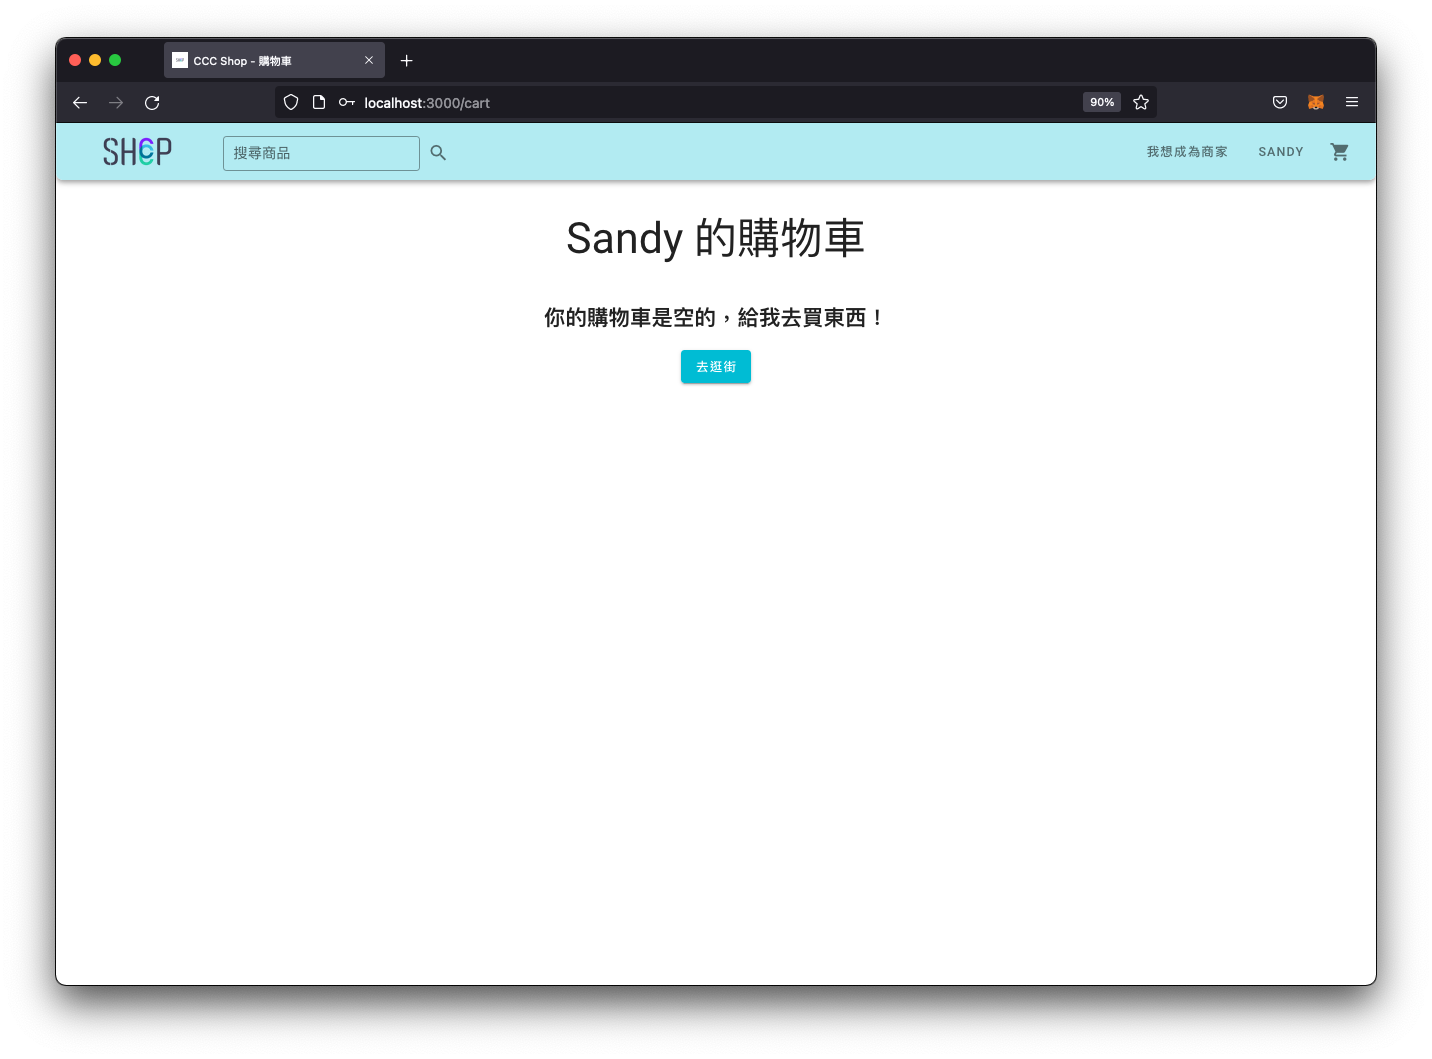 CCC Shop - 購物車
localhost:3000/cart
90%
SHCP
搜尋商品
我想成為商家
SANDY
Sandy 的購物車
你的購物車是空的，給我去買東西！
去逛街